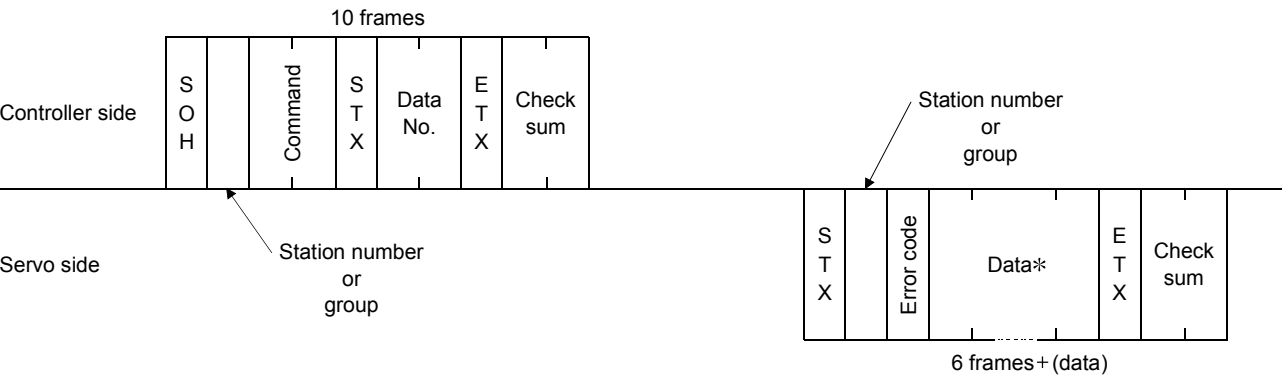 10 frames
Controller side
S
O
H
Command
S
T
X
Data
No.
E
T
X
Check
sum
Station number
or
group
Servo side
Station number
or
group
S
T
X
Error code
Data*
E
T
X
Check
sum
6 frames+(data)